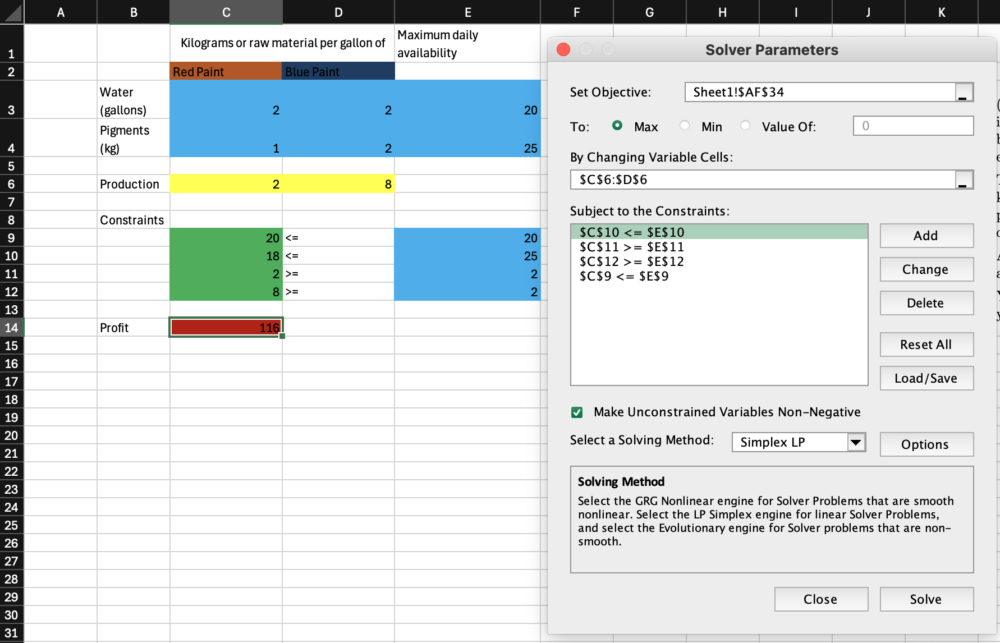 A B C D E F G H I J K
1 Kilograms or raw material per gallon of Maximum daily
availability
2 Red Paint Blue Paint
Water
3 (gallons) 2 2 20
Pigments
4 (kg) 1 2 25
5
6 Production 2 8
7
8 Constraints
9 20 <= 20
10 18 <= 25
11 2 >= 2
12 8 >= 2
13
14 Profit 116
15
16
17
18
19
20
21
22
23
24
25
26
27
28
29
30
31
Solver Parameters
Set Objective: Sheet1!$AF$34
To: Max Min Value Of: 0
By Changing Variable Cells:
$C$6:$D$6
Subject to the Constraints:
$C$10 <= $E$10
$C$11 >= $E$11
$C$12 >= $E$12
$C$9 <= $E$9
Add
Change
Delete
Reset All
Load/Save
Make Unconstrained Variables Non-Negative
Select a Solving Method: Simplex LP Options
Solving Method
Select the GRG Nonlinear engine for Solver Problems that are smooth
nonlinear. Select the LP Simplex engine for linear Solver Problems,
and select the Evolutionary engine for Solver problems that are non-
smooth.
Close Solve